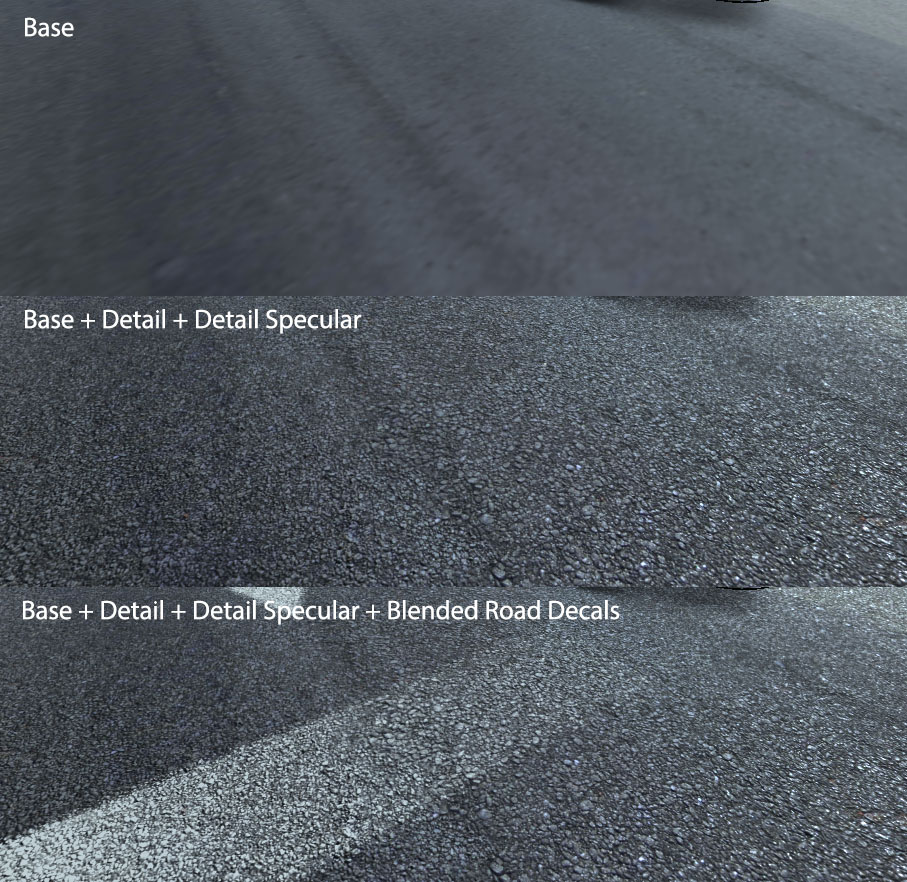 Base
Base + Detail + Detail Specular
Base + Detail + Detail Specular + Blended Road Decals